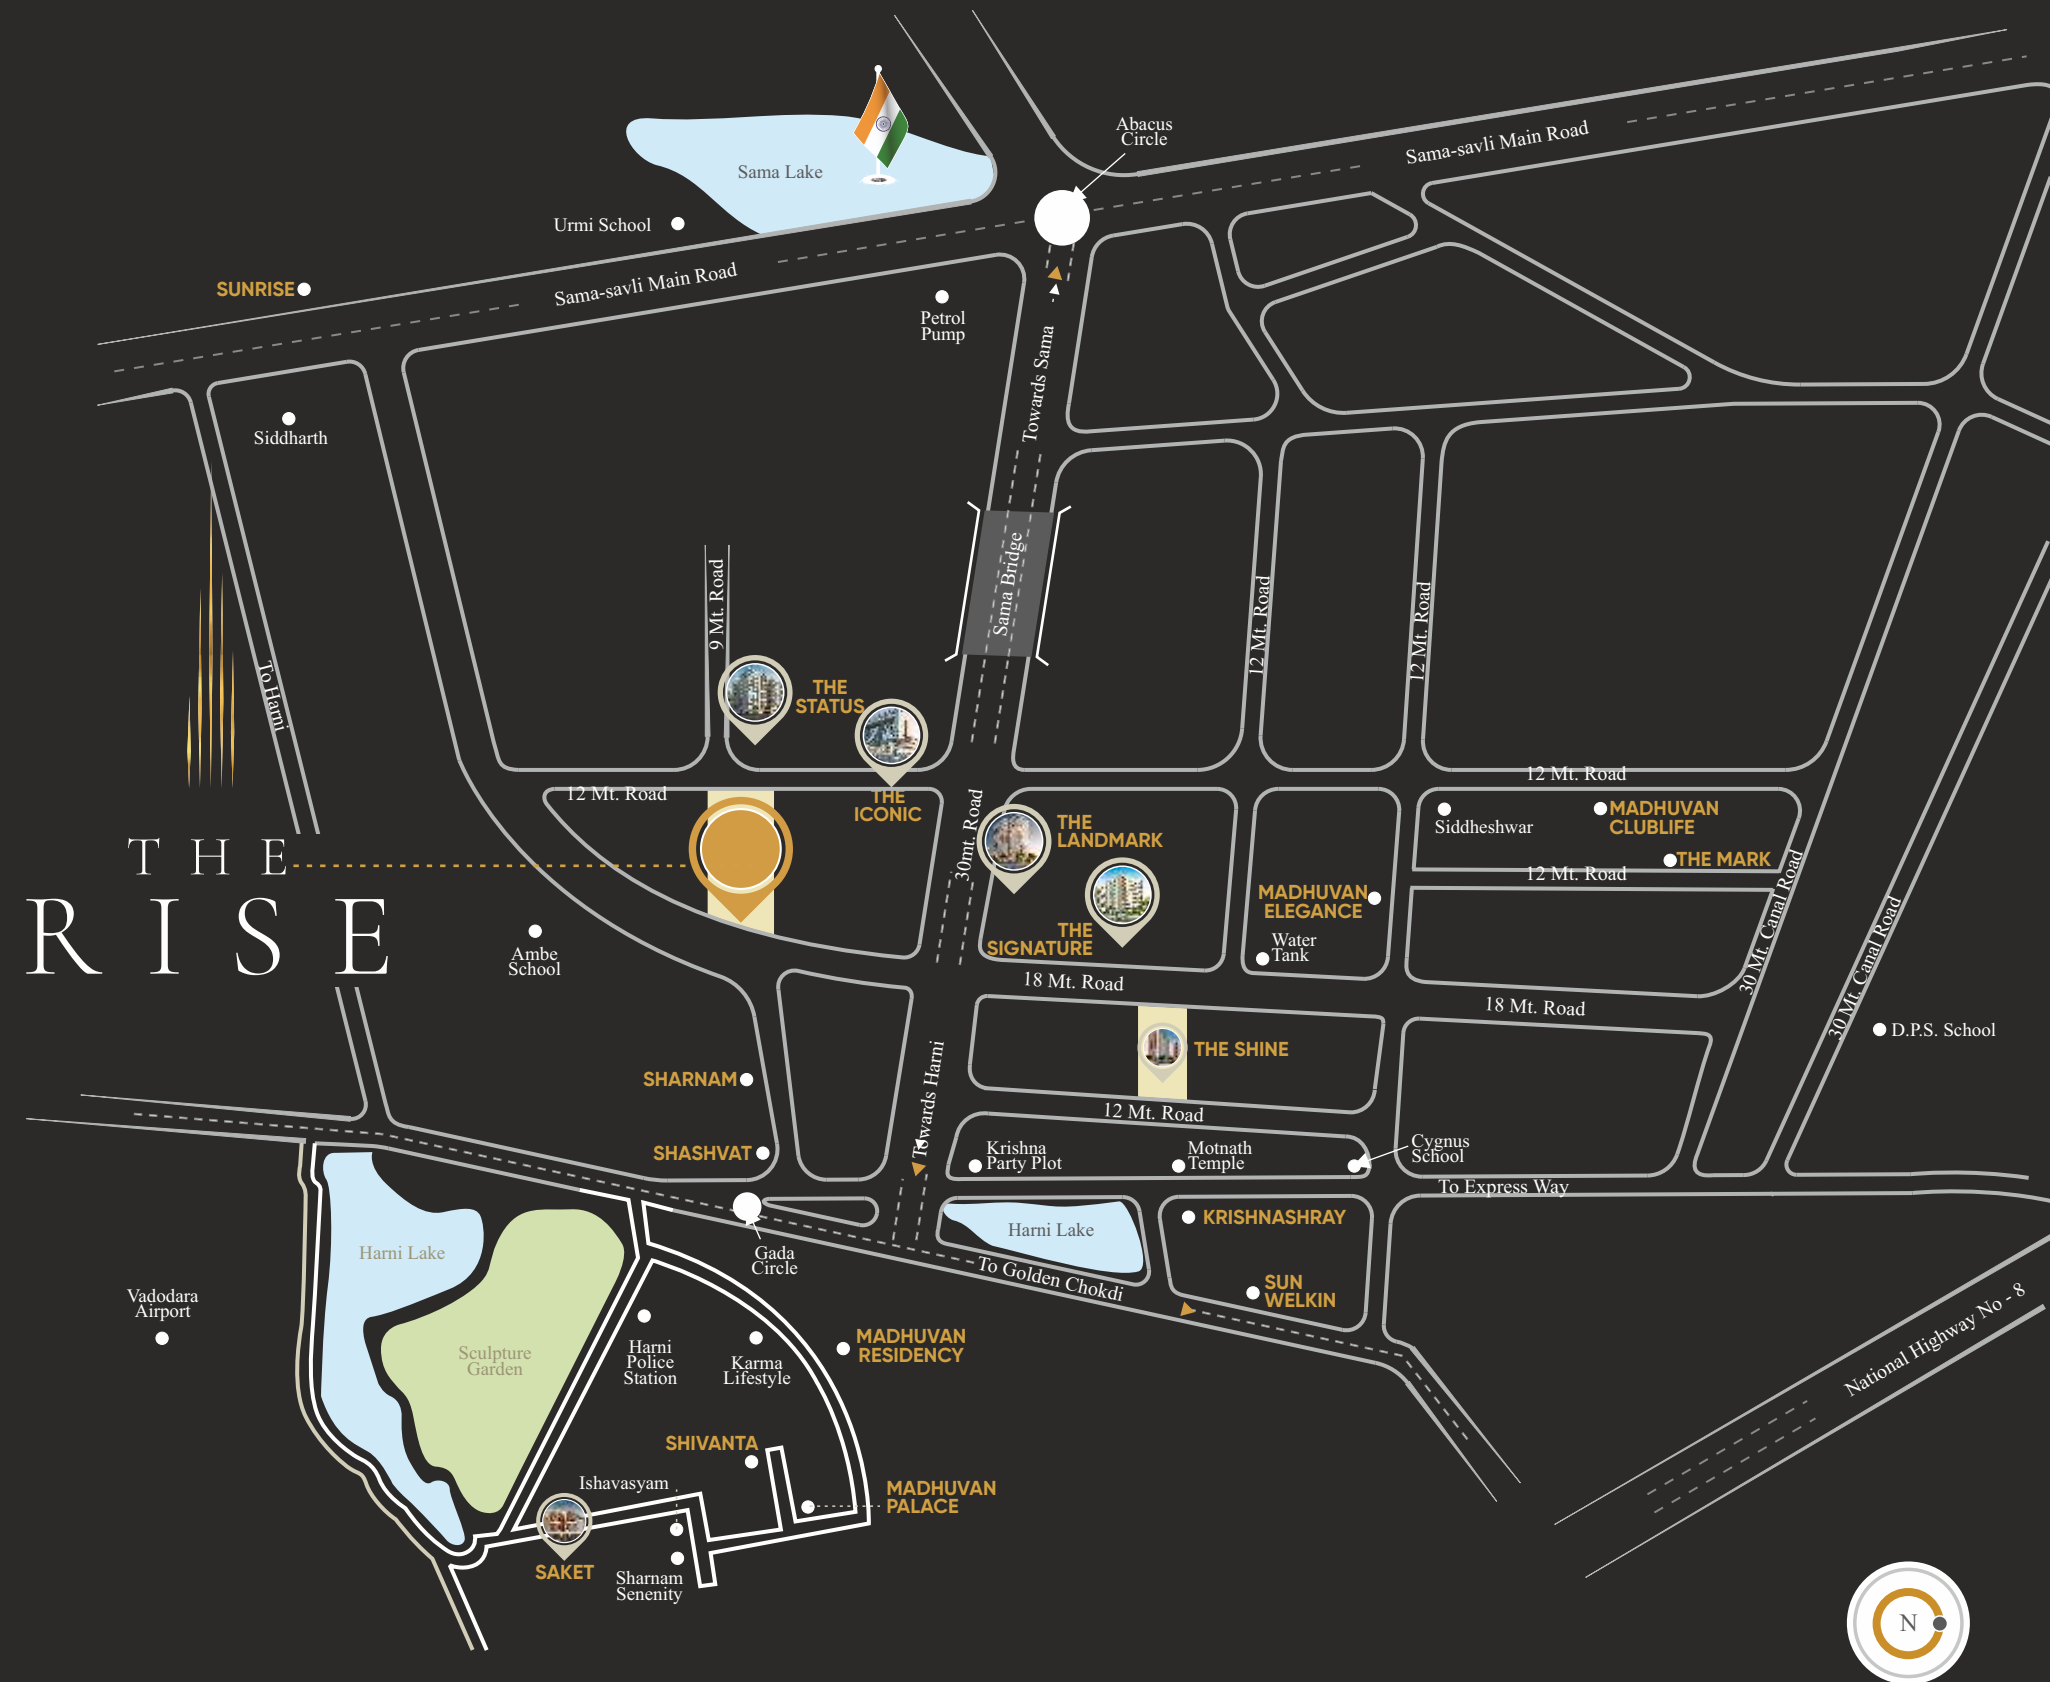 Abacus
Circle
Sama-savli Main Road
Sama Lake
Urmi School
Sama-savli Main Road
SUNRISE
Petrol
Pump
Towards Sama
Siddharth
Sama Bridge
9 Mt. Road
12 Mt. Road
12 Mt. Road
To Harni
THE
STATUS
12 Mt. Road
12 Mt. Road
THE
ICONIC
30mt. Road
THE
LANDMARK
Siddheshwar
MADHUVAN
CLUBLIFE
THE MARK
12 Mt. Road
THE
RISE
MADHUVAN
ELEGANCE
THE
SIGNATURE
Water
Tank
30 Mt. Canal Road
30 Mt. Canal Road
Ambe
School
18 Mt. Road
18 Mt. Road
D.P.S. School
THE SHINE
SHARNAM
Towards Harni
12 Mt. Road
SHASHVAT
Krishna
Party Plot
Motnath
Temple
Cygnus
School
To Express Way
Harni Lake
KRISHNASHRAY
Harni Lake
Gada
Circle
To Golden Chokdi
SUN
WELKIN
Vadodara
Airport
National Highway No - 8
Sculpture
Garden
Harni
Police
Station
Karma
Lifestyle
MADHUVAN
RESIDENCY
SHIVANTA
Ishavasyam
MADHUVAN
PALACE
SAKET
Sharnam
Senenity
N